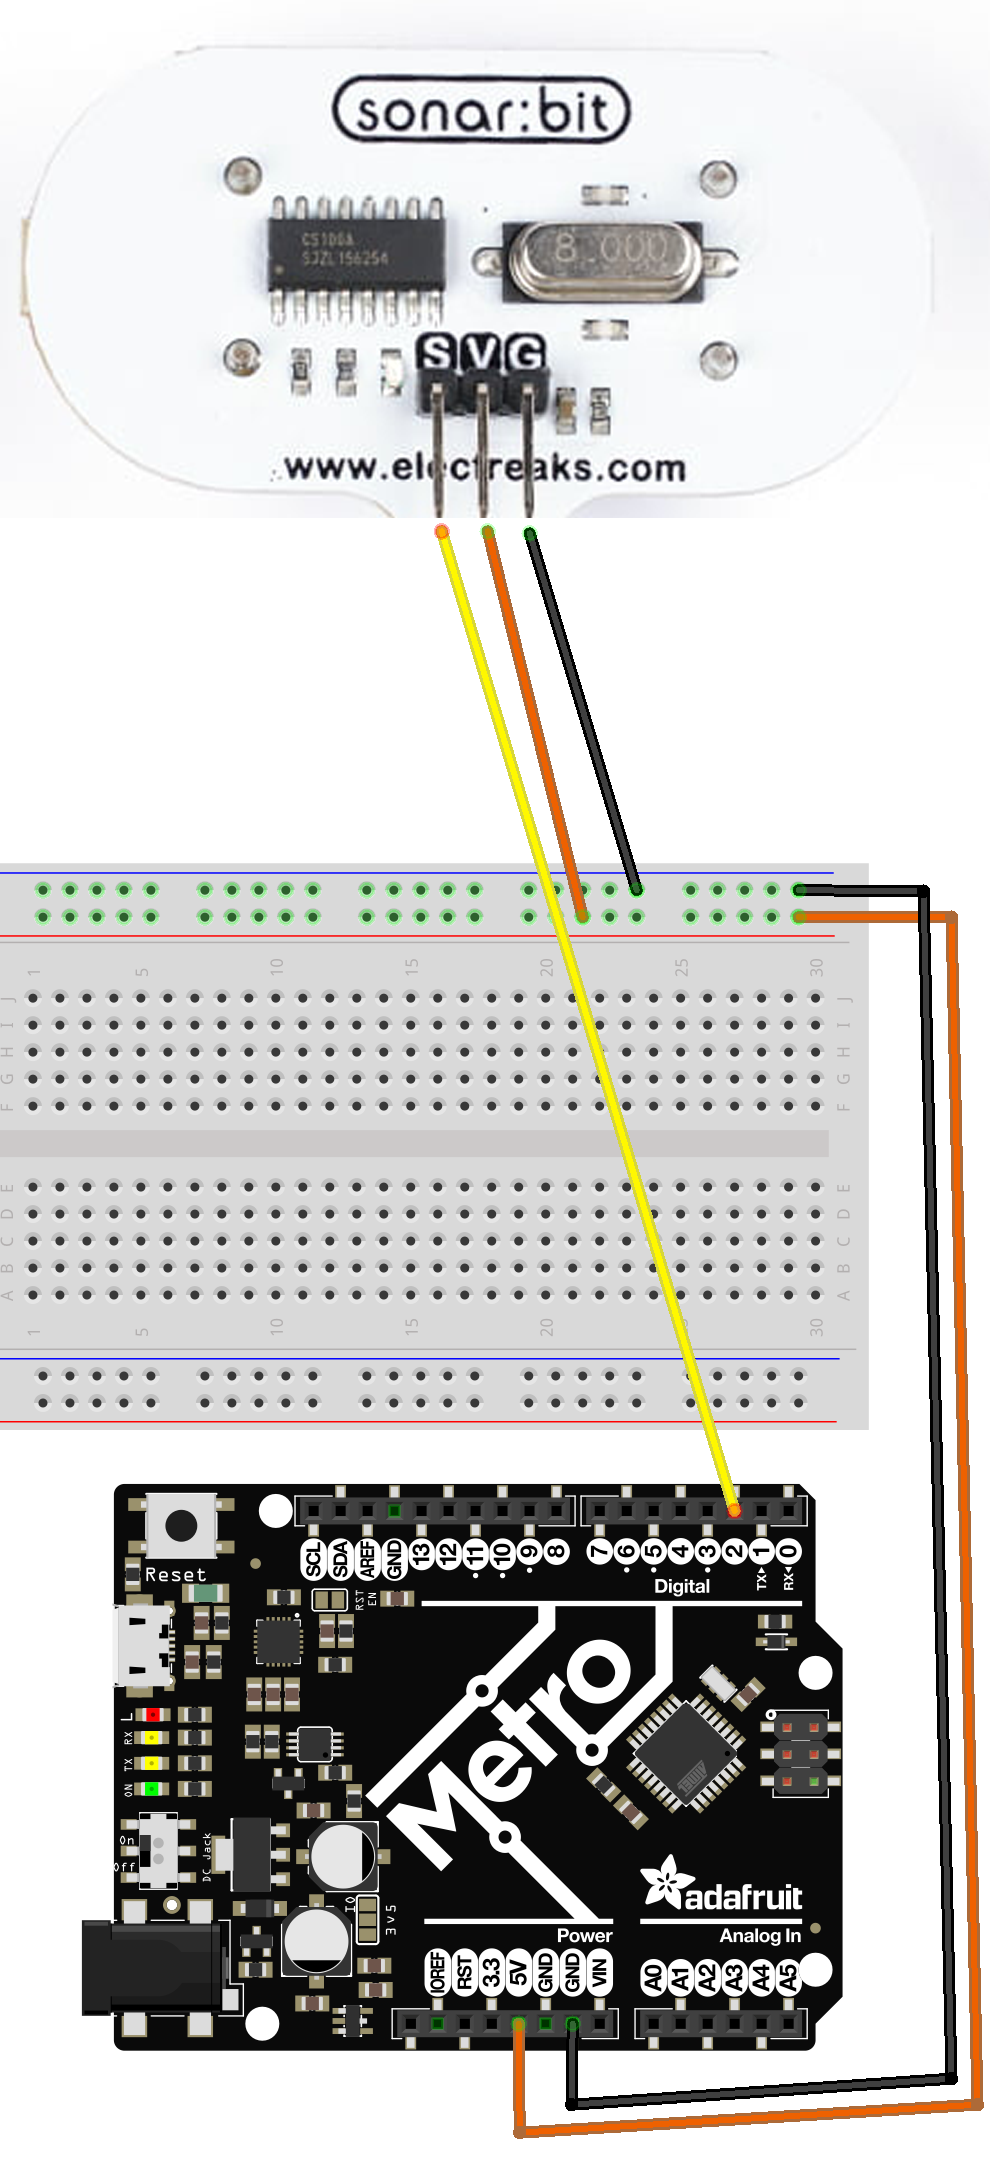 sonar:bit
CS100A
SJZL156254
8.000
S V G
www.elecfreaks.com
1 5 10 15 20 25 30
J J
I I
H H
G G
F F
E E
D D
C C
B B
A A
1 5 10 15 20 30
Reset
SCL SDA AREF GND 13 12 11 10 9 8 7 6 5 4 3 2 1 0
RST EN
Digital TX RX
Metro
L
RX
TX
ON
On
Off
DC Jack
IO
3V5
adafruit
Power Analog In
IOREF RST 3.3 5V GND GND VIN A0 A1 A2 A3 A4 A5